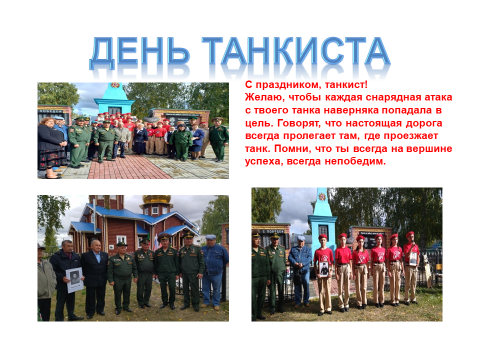 ДЕНЬ ТАНКИСТА
С праздником, танкист!
Желаю, чтобы каждая снарядная атака
с твоего танка наверняка попадала в
цель. Говорят, что настоящая дорога
всегда пролегает там, где проезжает
танк. Помни, что ты всегда на вершине
успеха, всегда непобедим.